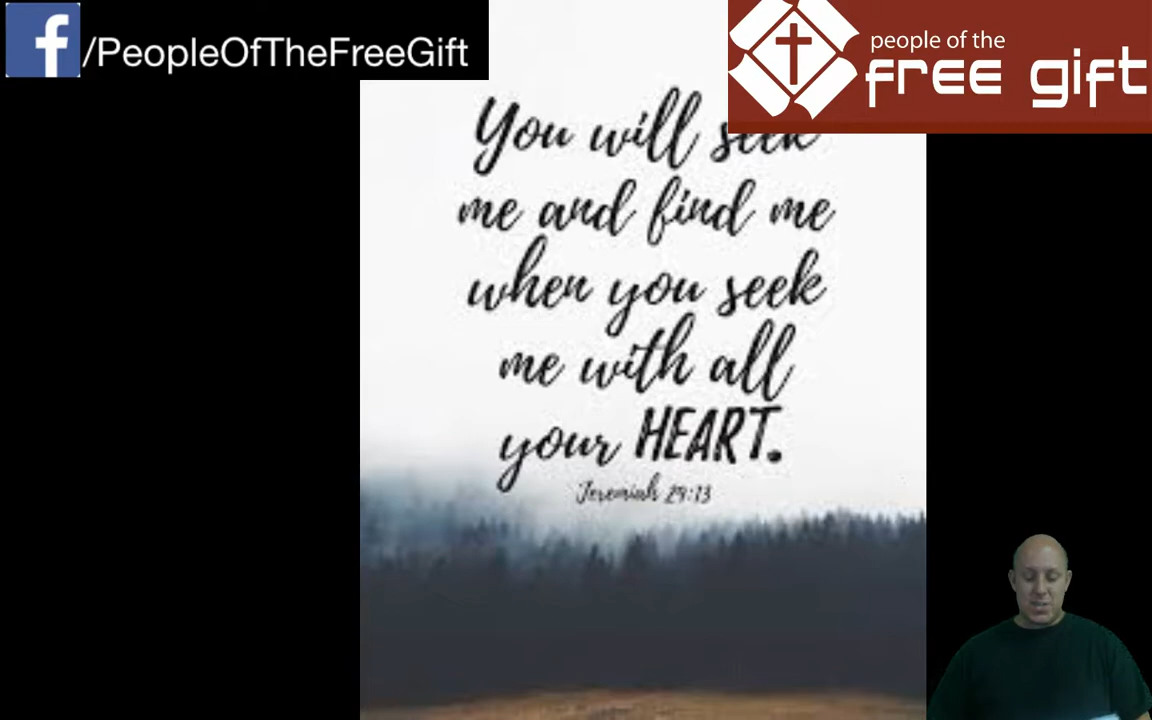 /PeopleOfTheFreeGift
people of the
free gift
You will seek
me and find me
when you seek
me with all
your HEART.
Jeremiah 29:13